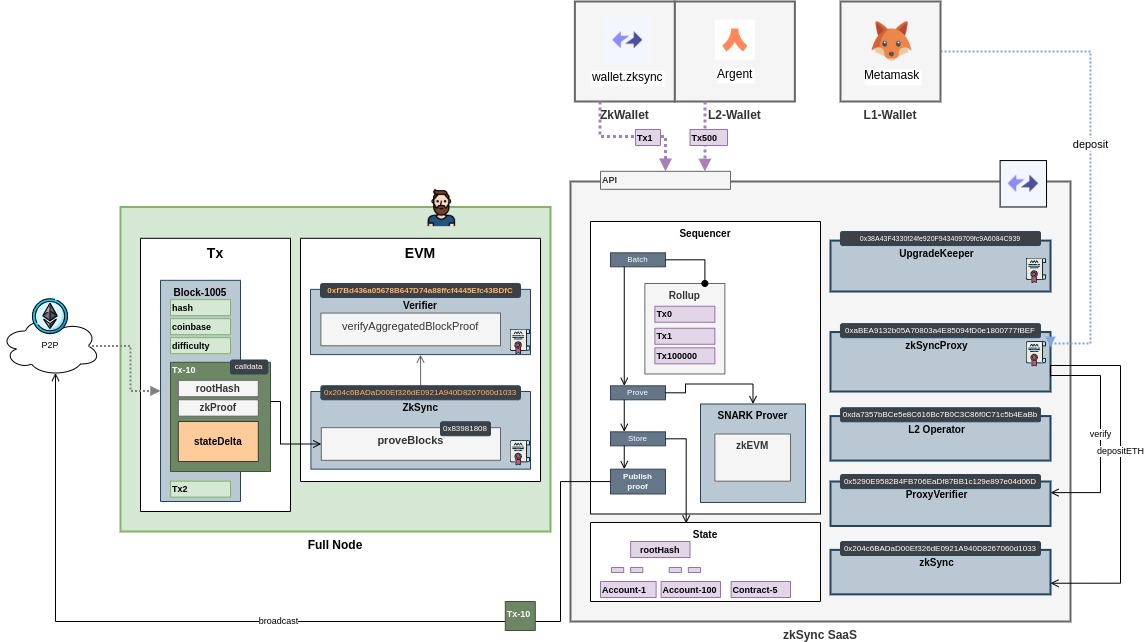 wallet.zksync
Argent
Metamask
ZkWallet
L2-Wallet
L1-Wallet
Tx1
Tx500
deposit
API
Tx
EVM
Block-1005
hash
coinbase
difficulty
Tx-10
calldata
rootHash
zkProof
stateDelta
Tx2
0xf7Bd436a05678B647D74a88ffcf4445Efc43BDfC
Verifier
verifyAggregatedBlockProof
0x204c6BADaD00Ef326dE0921A940D8267060d1033
ZkSync
0x83981808
proveBlocks
Full Node
P2P
broadcast
Tx-10
Sequencer
Batch
Rollup
Tx0
Tx1
Tx100000
Prove
Store
Publish
proof
SNARK Prover
zkEVM
State
rootHash
Account-1
Account-100
Contract-5
0x38A43F4330f24fe920F943409709fc9A6084C939
UpgradeKeeper
0xaBEA9132b05A70803a4E85094fD0e1800777fBEF
zkSyncProxy
0xda7357bBCe5e8C616Bc7B0C3C86f0C71c5b4EaBb
L2 Operator
0x5290E9582B4FB706EaDf87BB1c129e897e04d06D
ProxyVerifier
0x204c6BADaD00Ef326dE0921A940D8267060d1033
zkSync
verify
depositETH
zkSync SaaS